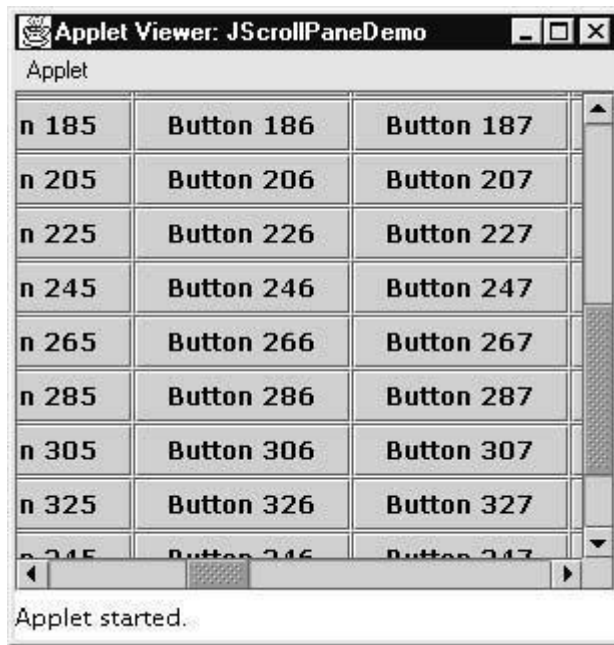 Applet Viewer: JScrollPaneDemo
Applet
n 185 Button 186 Button 187
n 205 Button 206 Button 207
n 225 Button 226 Button 227
n 245 Button 246 Button 247
n 265 Button 266 Button 267
n 285 Button 286 Button 287
n 305 Button 306 Button 307
n 325 Button 326 Button 327
Applet started.